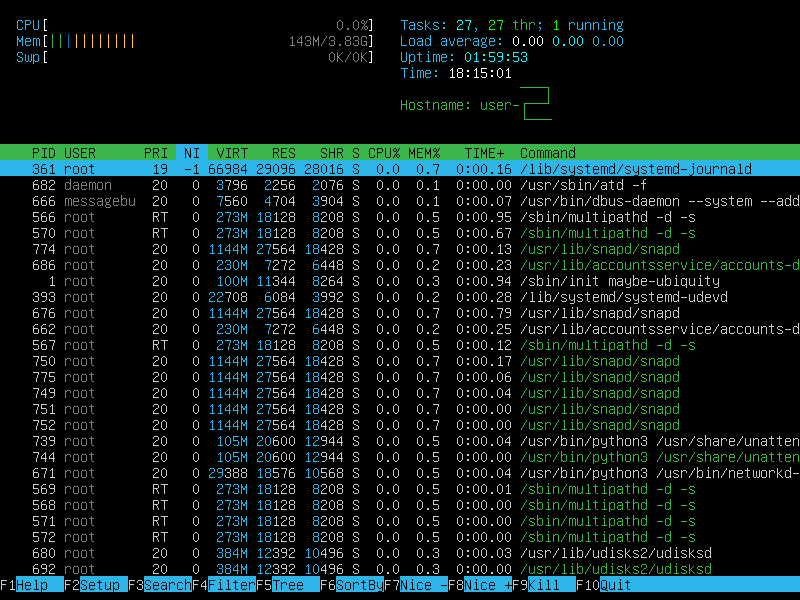 CPU[ 0.0%] Tasks: 27, 27 thr; 1 running
Mem[||||||||||| 143M/3.83G] Load average: 0.00 0.00 0.00
Swp[ 0K/0K] Uptime: 01:59:53
Time: 18:15:01
Hostname: user-
PID USER PRI NI VIRT RES SHR S CPU% MEM% TIME+ Command
361 root 19 -1 66984 29096 28016 S 0.0 0.7 0:00.16 /lib/systemd/systemd-journald
682 daemon 20 0 3796 2256 2076 S 0.0 0.1 0:00.00 /usr/sbin/atd -f
666 messagebu 20 0 7560 4704 3904 S 0.0 0.1 0:00.07 /usr/bin/dbus-daemon --system --add
566 root RT 0 273M 18128 8208 S 0.0 0.5 0:00.95 /sbin/multipathd -d -s
570 root RT 0 273M 18128 8208 S 0.0 0.5 0:00.67 /sbin/multipathd -d -s
774 root 20 0 1144M 27564 18428 S 0.0 0.7 0:00.13 /usr/lib/snapd/snapd
686 root 20 0 230M 7272 6448 S 0.0 0.2 0:00.23 /usr/lib/accountsservice/accounts-d
1 root 20 0 100M 11344 8264 S 0.0 0.3 0:00.94 /sbin/init maybe-ubiquity
393 root 20 0 22708 6084 3992 S 0.0 0.2 0:00.28 /lib/systemd/systemd-udevd
676 root 20 0 1144M 27564 18428 S 0.0 0.7 0:00.79 /usr/lib/snapd/snapd
662 root 20 0 230M 7272 6448 S 0.0 0.2 0:00.25 /usr/lib/accountsservice/accounts-d
567 root RT 0 273M 18128 8208 S 0.0 0.5 0:00.12 /sbin/multipathd -d -s
750 root 20 0 1144M 27564 18428 S 0.0 0.7 0:00.17 /usr/lib/snapd/snapd
775 root 20 0 1144M 27564 18428 S 0.0 0.7 0:00.06 /usr/lib/snapd/snapd
749 root 20 0 1144M 27564 18428 S 0.0 0.7 0:00.04 /usr/lib/snapd/snapd
751 root 20 0 1144M 27564 18428 S 0.0 0.7 0:00.00 /usr/lib/snapd/snapd
752 root 20 0 1144M 27564 18428 S 0.0 0.7 0:00.00 /usr/lib/snapd/snapd
739 root 20 0 105M 20600 12944 S 0.0 0.5 0:00.04 /usr/bin/python3 /usr/share/unatten
744 root 20 0 105M 20600 12944 S 0.0 0.5 0:00.00 /usr/bin/python3 /usr/share/unatten
671 root 20 0 29388 18576 10568 S 0.0 0.5 0:00.04 /usr/bin/python3 /usr/bin/networkd-
569 root RT 0 273M 18128 8208 S 0.0 0.5 0:00.01 /sbin/multipathd -d -s
568 root RT 0 273M 18128 8208 S 0.0 0.5 0:00.00 /sbin/multipathd -d -s
571 root RT 0 273M 18128 8208 S 0.0 0.5 0:00.00 /sbin/multipathd -d -s
572 root RT 0 273M 18128 8208 S 0.0 0.5 0:00.00 /sbin/multipathd -d -s
680 root 20 0 384M 12392 10496 S 0.0 0.3 0:00.03 /usr/lib/udisks2/udisksd
692 root 20 0 384M 12392 10496 S 0.0 0.3 0:00.00 /usr/lib/udisks2/udisksd
F1Help F2Setup F3SearchF4FilterF5Tree F6SortByF7Nice -F8Nice +F9Kill F10Quit